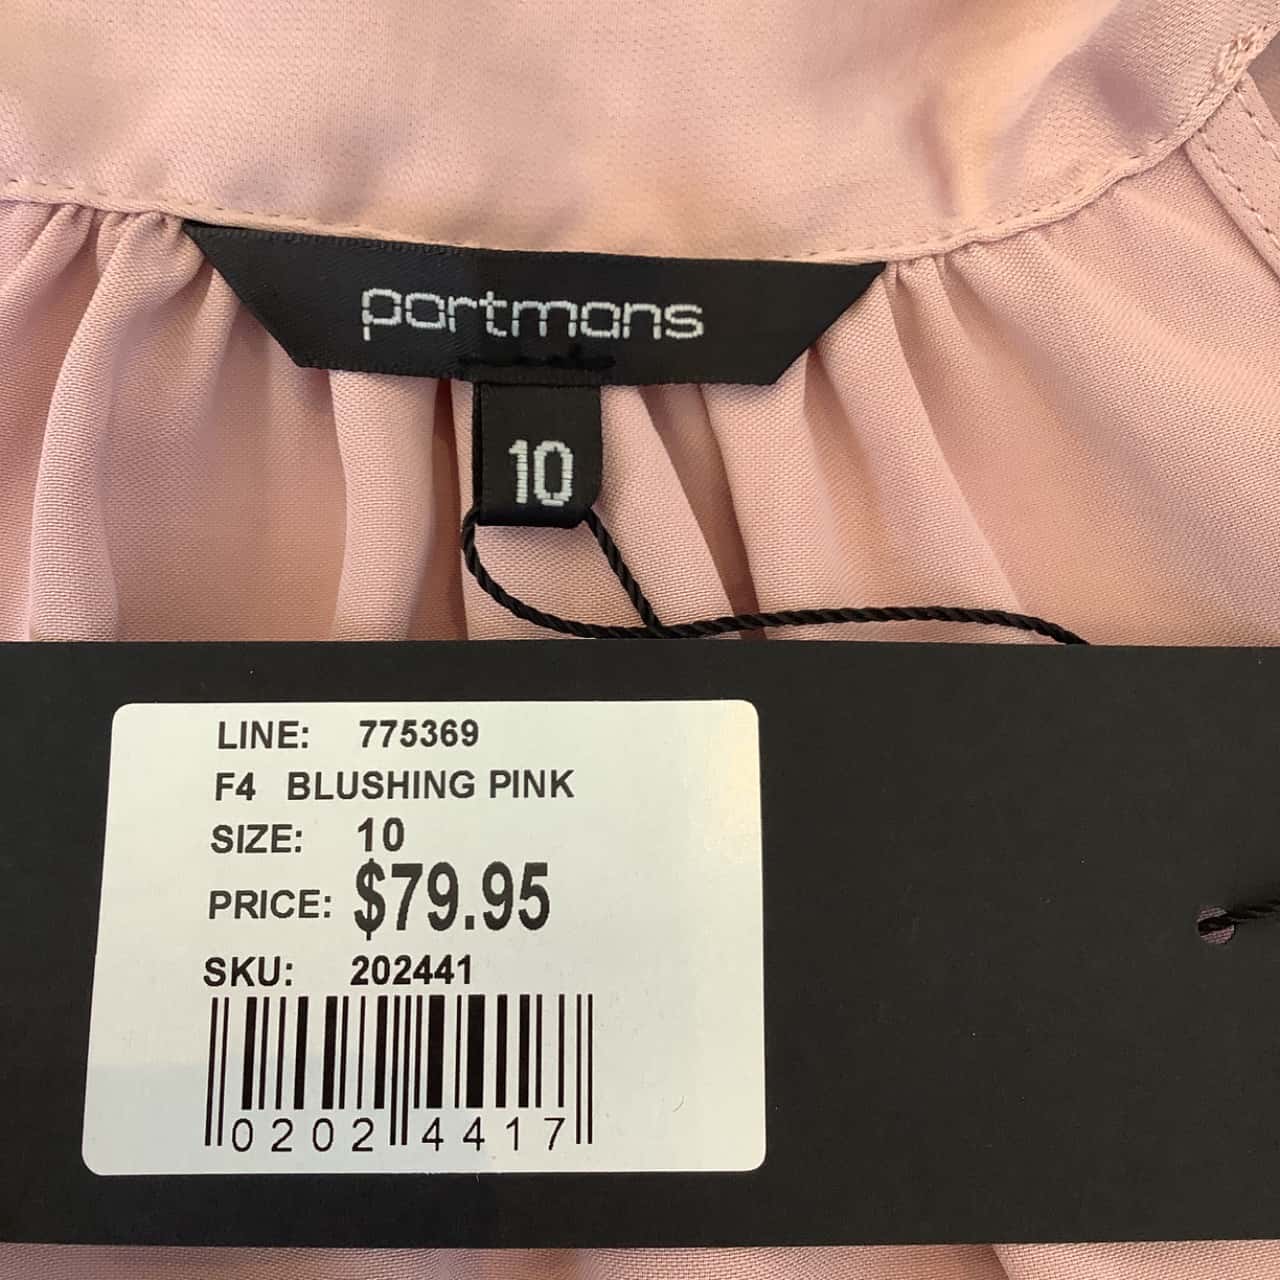 portmans
10
LINE: 775369
F4 BLUSHING PINK
SIZE: 10
PRICE: $79.95
SKU: 202441
0202 4417